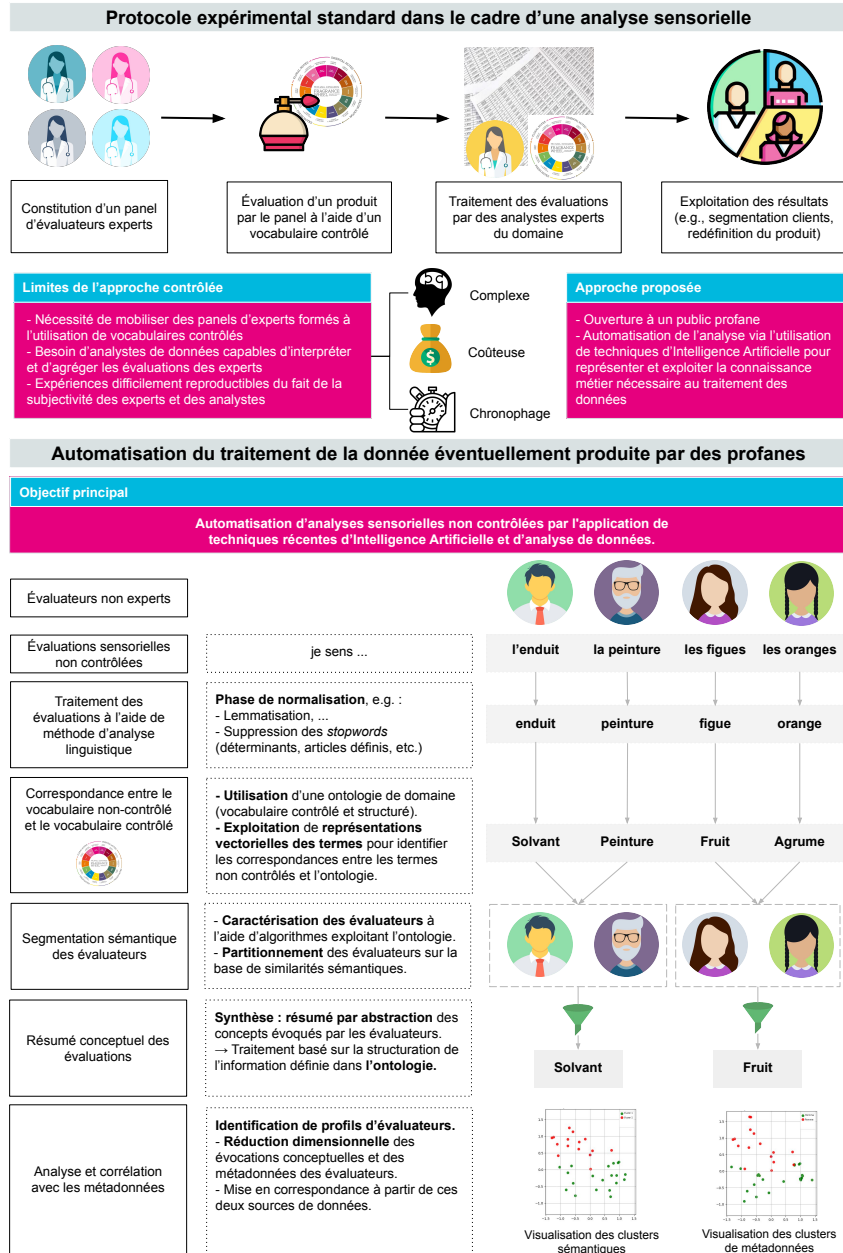 Protocole expérimental standard dans le cadre d’une analyse sensorielle
Constitution d’un panel
d’évaluateurs experts
Évaluation d’un produit
par le panel à l’aide d’un
vocabulaire contrôlé
Traitement des évaluations
par des analystes experts
du domaine
Exploitation des résultats
(e.g., segmentation clients,
redéfinition du produit)
Limites de l’approche contrôlée
- Nécessité de mobiliser des panels d’experts formés à
l’utilisation de vocabulaires contrôlés
- Besoin d’analystes de données capables d’interpréter
et d’agréger les évaluations des experts
- Expériences difficilement reproductibles du fait de la
subjectivité des experts et des analystes
Complexe
Coûteuse
Chronophage
Approche proposée
- Ouverture à un public profane
- Automatisation de l’analyse via l’utilisation
de techniques d’Intelligence Artificielle pour
représenter et exploiter la connaissance
métier nécessaire au traitement des
données
Automatisation du traitement de la donnée éventuellement produite par des profanes
Objectif principal
Automatisation d’analyses sensorielles non contrôlées par l'application de
techniques récentes d’Intelligence Artificielle et d’analyse de données.
Évaluateurs non experts
Évaluations sensorielles
non contrôlées
je sens ...
l’enduit la peinture les figues les oranges
Traitement des
évaluations à l’aide de
méthode d’analyse
linguistique
Phase de normalisation, e.g. :
- Lemmatisation, ...
- Suppression des stopwords
(déterminants, articles définis, etc.)
enduit peinture figue orange
Correspondance entre le
vocabulaire non-contrôlé
et le vocabulaire contrôlé
- Utilisation d’une ontologie de domaine
(vocabulaire contrôlé et structuré).
- Exploitation de représentations
vectorielles des termes pour identifier
les correspondances entre les termes
non contrôlés et l’ontologie.
Solvant Peinture Fruit Agrume
Segmentation sémantique
des évaluateurs
- Caractérisation des évaluateurs à
l’aide d’algorithmes exploitant l’ontologie.
- Partitionnement des évaluateurs sur la
base de similarités sémantiques.
Résumé conceptuel des
évaluations
Synthèse : résumé par abstraction des
concepts évoqués par les évaluateurs.
→ Traitement basé sur la structuration de
l’information définie dans l’ontologie.
Solvant Fruit
Analyse et corrélation
avec les métadonnées
Identification de profils d’évaluateurs.
- Réduction dimensionnelle des
évocations conceptuelles et des
métadonnées des évaluateurs.
- Mise en correspondance à partir de ces
deux sources de données.
Visualisation des clusters
sémantiques
Visualisation des clusters
de métadonnées